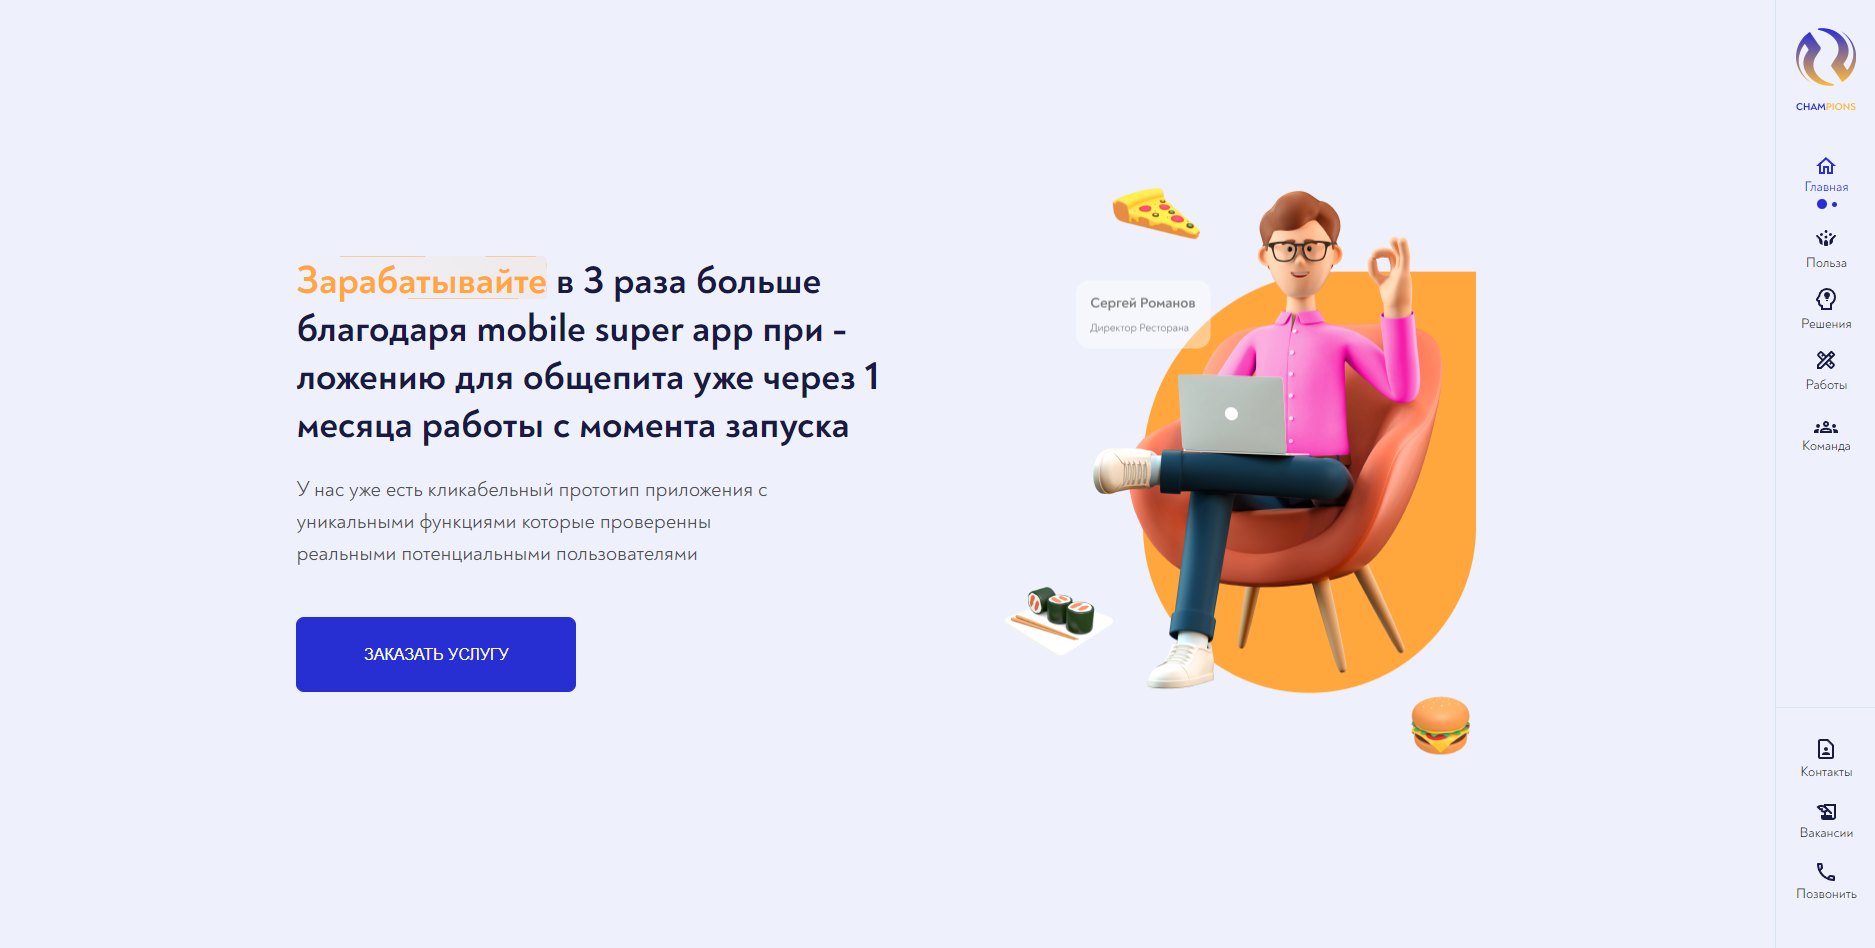 Зарабатывайте в 3 раза больше
благодаря mobile super app при -
ложению для общепита уже через 1
месяца работы с момента запуска
У нас уже есть кликабельный прототип приложения с
уникальными функциями которые проверенны
реальными потенциальными пользователями
ЗАКАЗАТЬ УСЛУГУ
Сергей Романов
Директор Ресторана
CHAMPIONS
Главная
Польза
Решения
Работы
Команда
Контакты
Вакансии
Позвонить